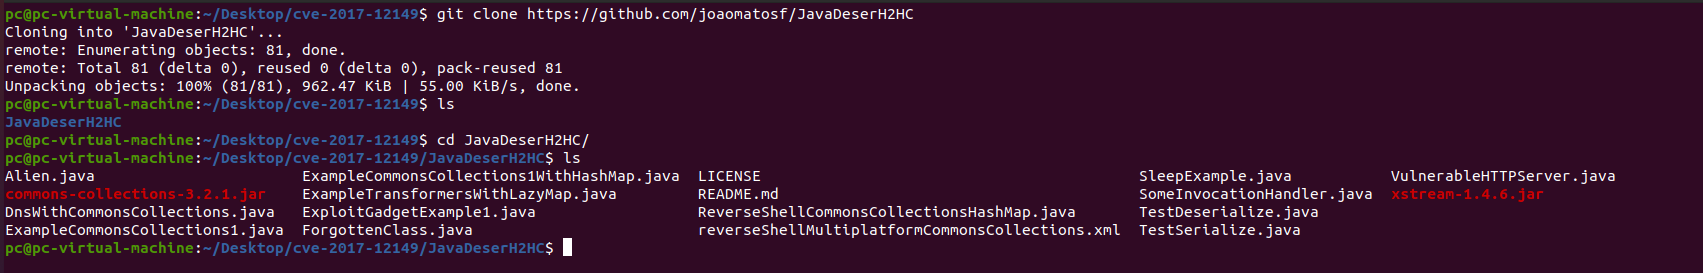 pc@pc-virtual-machine:~/Desktop/cve-2017-12149$ git clone https://github.com/joaomatosf/JavaDeserH2HC
Cloning into 'JavaDeserH2HC'...
remote: Enumerating objects: 81, done.
remote: Total 81 (delta 0), reused 0 (delta 0), pack-reused 81
Unpacking objects: 100% (81/81), 962.47 KiB | 55.00 KiB/s, done.
pc@pc-virtual-machine:~/Desktop/cve-2017-12149$ ls
JavaDeserH2HC
pc@pc-virtual-machine:~/Desktop/cve-2017-12149$ cd JavaDeserH2HC/
pc@pc-virtual-machine:~/Desktop/cve-2017-12149/JavaDeserH2HC$ ls
Alien.java ExampleCommonsCollections1WithHashMap.java LICENSE SleepExample.java VulnerableHTTPServer.java
commons-collections-3.2.1.jar ExampleTransformersWithLazyMap.java README.md SomeInvocationHandler.java xstream-1.4.6.jar
DnsWithCommonsCollections.java ExploitGadgetExample1.java ReverseShellCommonsCollectionsHashMap.java TestDeserialize.java
ExampleCommonsCollections1.java ForgottenClass.java reverseShellMultiplatformCommonsCollections.xml TestSerialize.java
pc@pc-virtual-machine:~/Desktop/cve-2017-12149/JavaDeserH2HC$